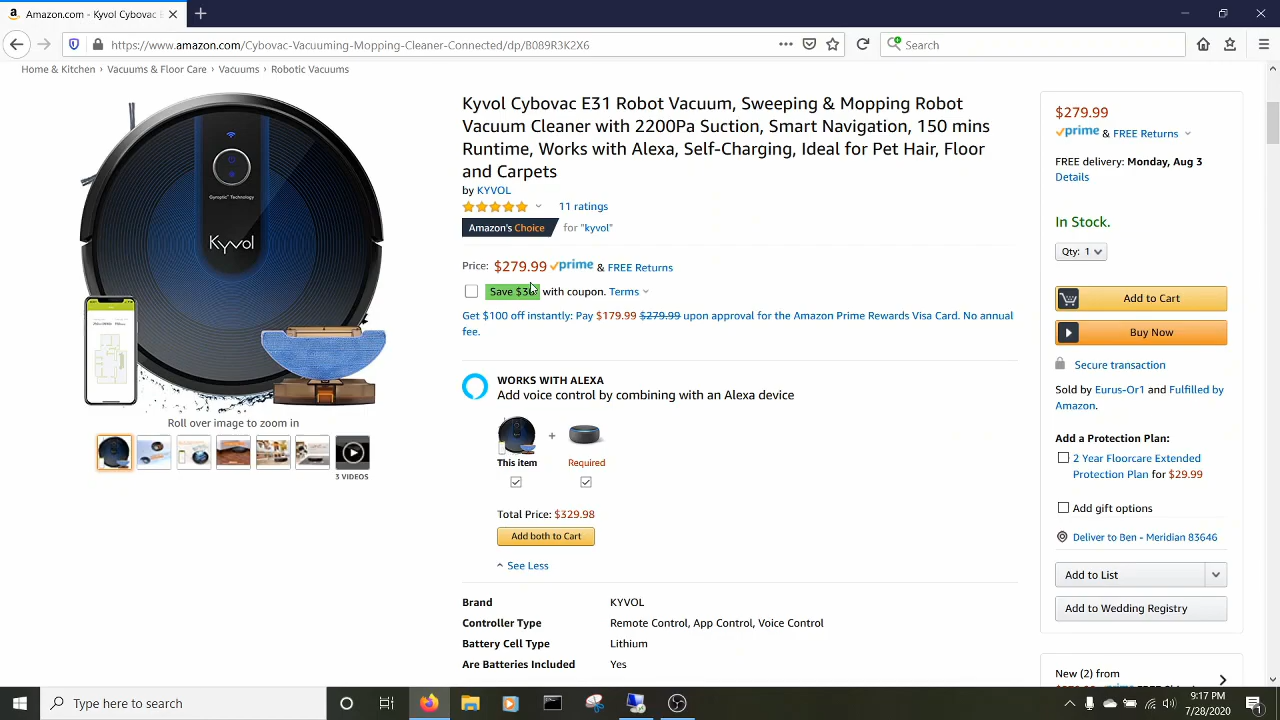 Amazon.com - Kyvol Cybovac E
https://www.amazon.com/Cybovac-Vacuuming-Mopping-Cleaner-Connected/dp/B089R3K2X6
Search
Home & Kitchen › Vacuums & Floor Care › Vacuums › Robotic Vacuums
Gyroptic™ Technology
Kyvol
Roll over image to zoom in
3 VIDEOS
Kyvol Cybovac E31 Robot Vacuum, Sweeping & Mopping Robot
Vacuum Cleaner with 2200Pa Suction, Smart Navigation, 150 mins
Runtime, Works with Alexa, Self-Charging, Ideal for Pet Hair, Floor
and Carpets
by KYVOL
11 ratings
Amazon's Choice for "kyvol"
Price: $279.99 prime & FREE Returns
Save with coupon. Terms
Get $100 off instantly: Pay $179.99 $279.99 upon approval for the Amazon Prime Rewards Visa Card. No annual
fee.
WORKS WITH ALEXA
Add voice control by combining with an Alexa device
+
This item Required
Total Price: $329.98
Add both to Cart
See Less
Brand KYVOL
Controller Type Remote Control, App Control, Voice Control
Battery Cell Type Lithium
Are Batteries Included Yes
$279.99
prime & FREE Returns
FREE delivery: Monday, Aug 3
Details
In Stock.
Qty: 1
Add to Cart
Buy Now
Secure transaction
Sold by Eurus-Or1 and Fulfilled by
Amazon.
Add a Protection Plan:
2 Year Floorcare Extended
Protection Plan for $29.99
Add gift options
Deliver to Ben - Meridian 83646
Add to List
Add to Wedding Registry
New (2) from
Type here to search
9:17 PM
7/28/2020